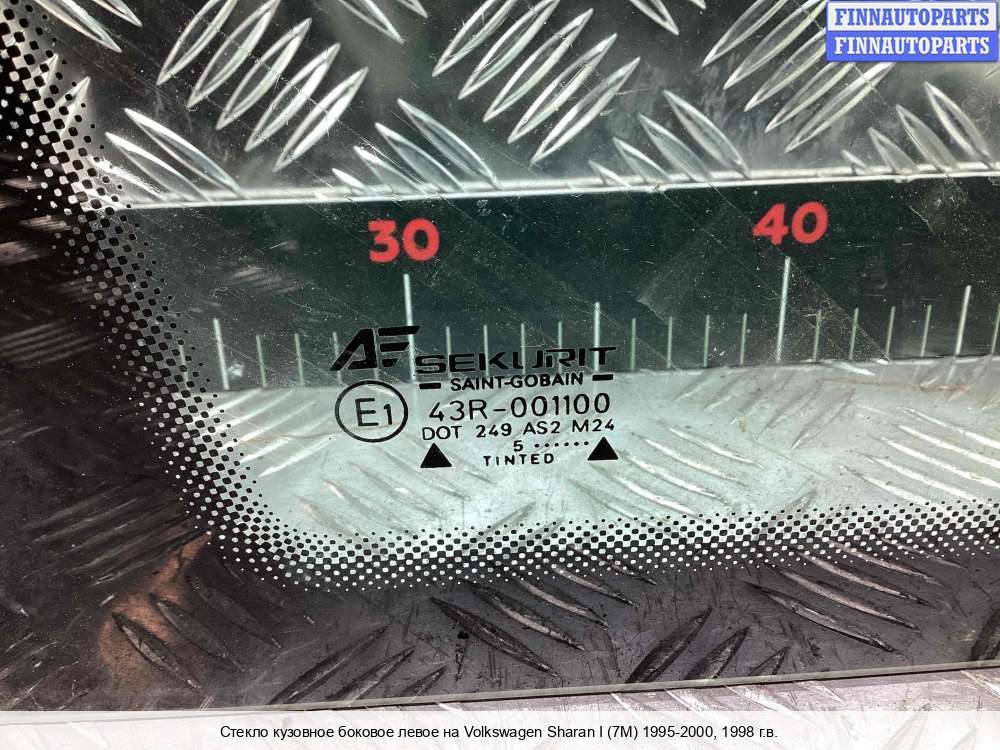 FINNAUTOPARTS
FINNAUTOPARTS
30 40
AF
SEKURIT
SAINT-GOBAIN
E1 43R-001100
DOT 249 AS2 M24
5 ······
TINTED
Стекло кузовное боковое левое на Volkswagen Sharan I (7M) 1995-2000, 1998 г.в.